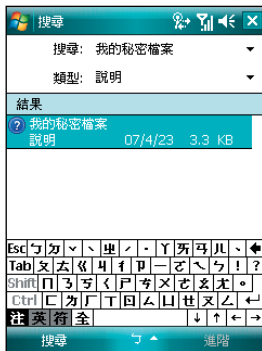 搜尋
搜尋: 我的秘密檔案
類型: 說明
結果
我的秘密檔案
說明 07/4/23 3.3 KB
Esc ㄅ ㄉ ˇ ˋ ㄓ ˊ ˙ ㄚ ㄞ ㄢ ㄦ
Tab ㄆ ㄊ ㄍ ㄐ ㄔ ㄗ ㄧ ㄛ ㄟ ㄣ ! ?
Shift ㄇ ㄋ ㄎ ㄑ ㄕ ㄘ ㄨ ㄜ ㄠ ㄤ 。
Ctrl ㄈ ㄌ ㄏ ㄒ ㄖ ㄙ ㄩ ㄝ ㄡ ㄥ ↵
注 英 符 全 ↓ ↑ ← →
搜尋 ㄅ 進階